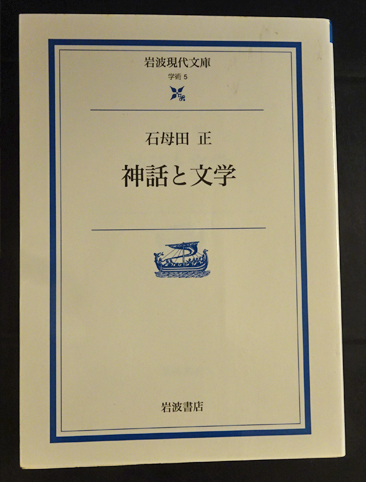 岩波現代文庫
学術 5
石母田 正
神話と文学
岩波書店